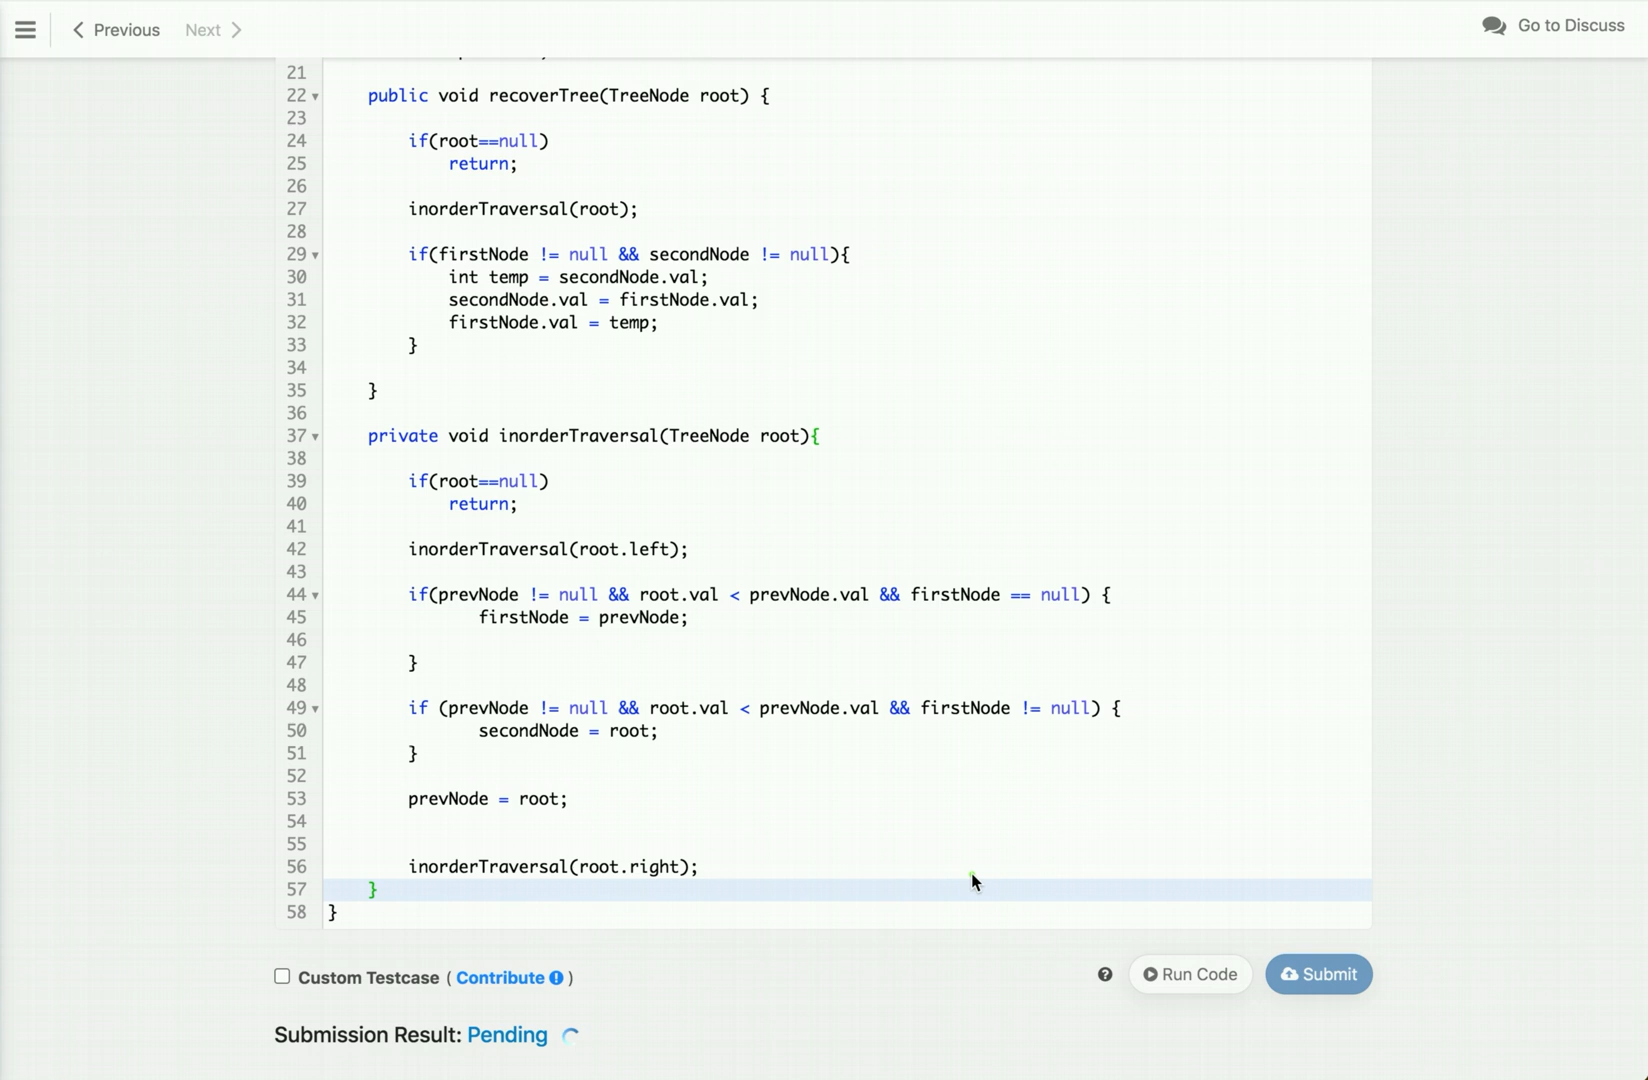 Previous Next Go to Discuss
21
22 public void recoverTree(TreeNode root) {
23
24 if(root==null)
25 return;
26
27 inorderTraversal(root);
28
29 if(firstNode != null && secondNode != null){
30 int temp = secondNode.val;
31 secondNode.val = firstNode.val;
32 firstNode.val = temp;
33 }
34
35 }
36
37 private void inorderTraversal(TreeNode root){
38
39 if(root==null)
40 return;
41
42 inorderTraversal(root.left);
43
44 if(prevNode != null && root.val < prevNode.val && firstNode == null) {
45 firstNode = prevNode;
46
47 }
48
49 if (prevNode != null && root.val < prevNode.val && firstNode != null) {
50 secondNode = root;
51 }
52
53 prevNode = root;
54
55
56 inorderTraversal(root.right);
57 }
58 }
Custom Testcase ( Contribute ) ? Run Code Submit
Submission Result: Pending